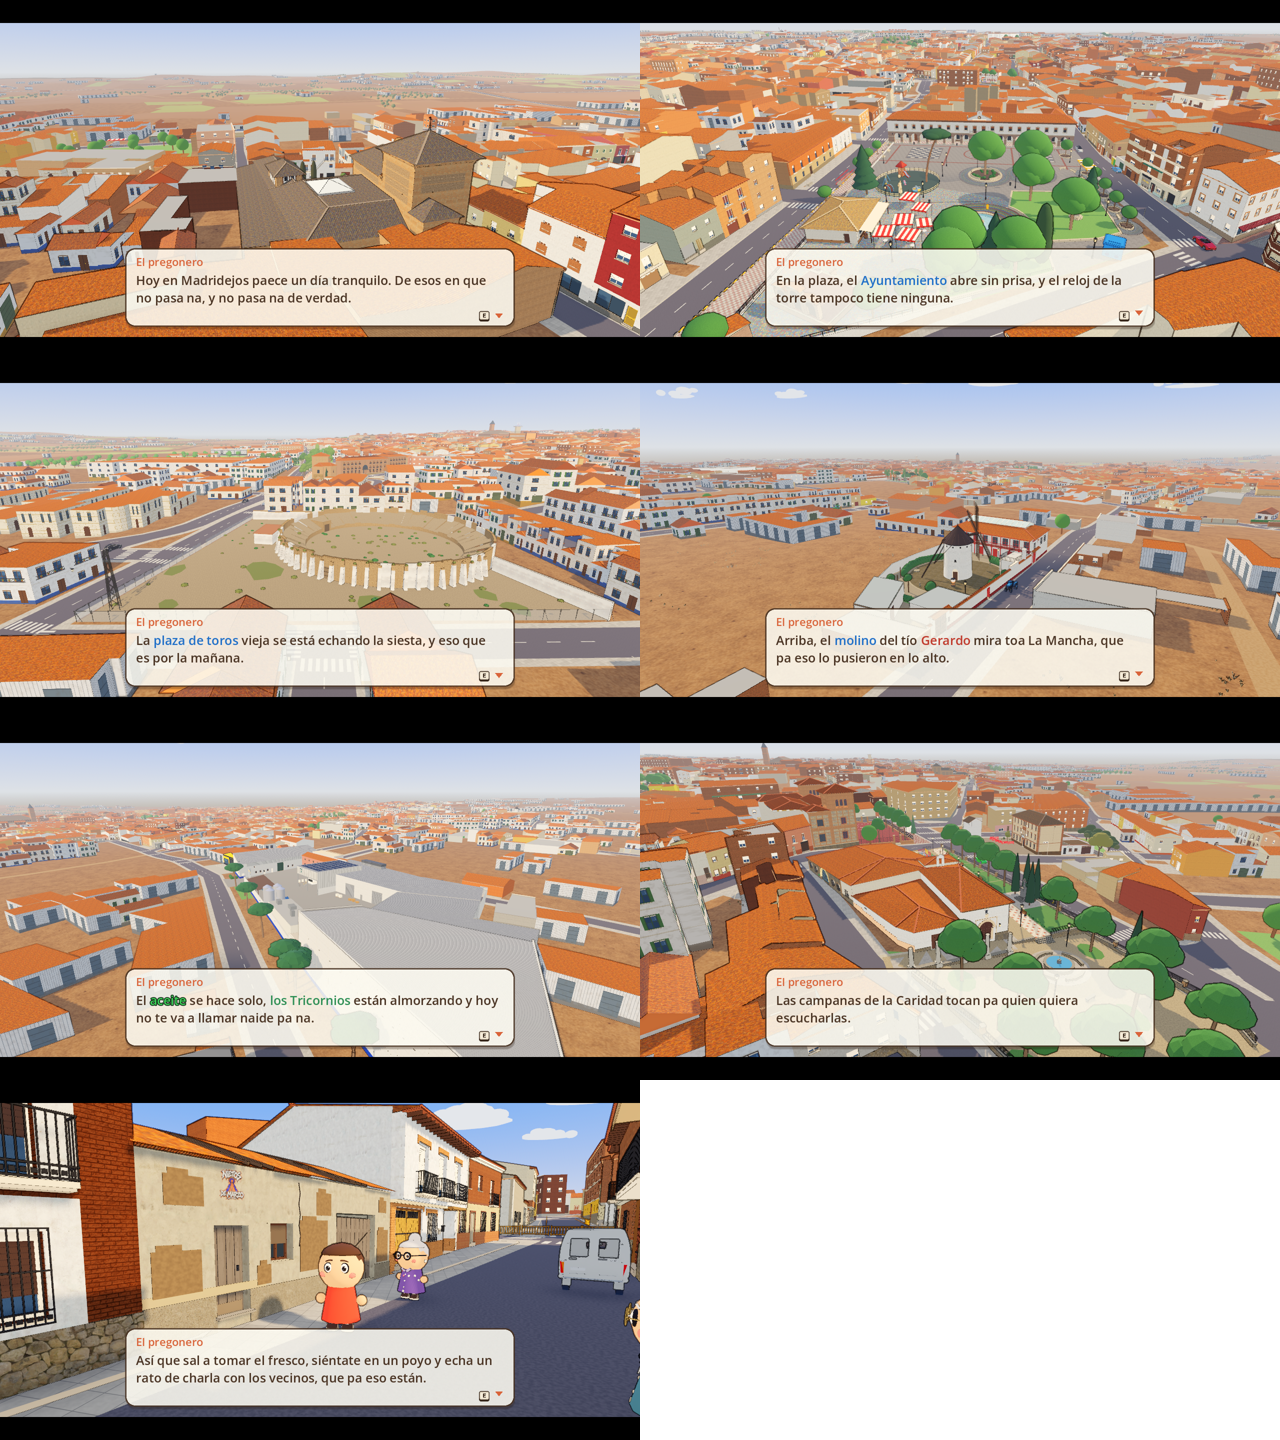 El pregonero
Hoy en Madridejos paece un día tranquilo. De esos en que
no pasa na, y no pasa na de verdad.
E
El pregonero
En la plaza, el Ayuntamiento abre sin prisa, y el reloj de la
torre tampoco tiene ninguna.
E
El pregonero
La plaza de toros vieja se está echando la siesta, y eso que
es por la mañana.
E
El pregonero
Arriba, el molino del tío Gerardo mira toa La Mancha, que
pa eso lo pusieron en lo alto.
E
El pregonero
El aceite se hace solo, los Tricornios están almorzando y hoy
no te va a llamar naide pa na.
E
El pregonero
Las campanas de la Caridad tocan pa quien quiera
escucharlas.
E
El pregonero
Así que sal a tomar el fresco, siéntate en un poyo y echa un
rato de charla con los vecinos, que pa eso están.
E